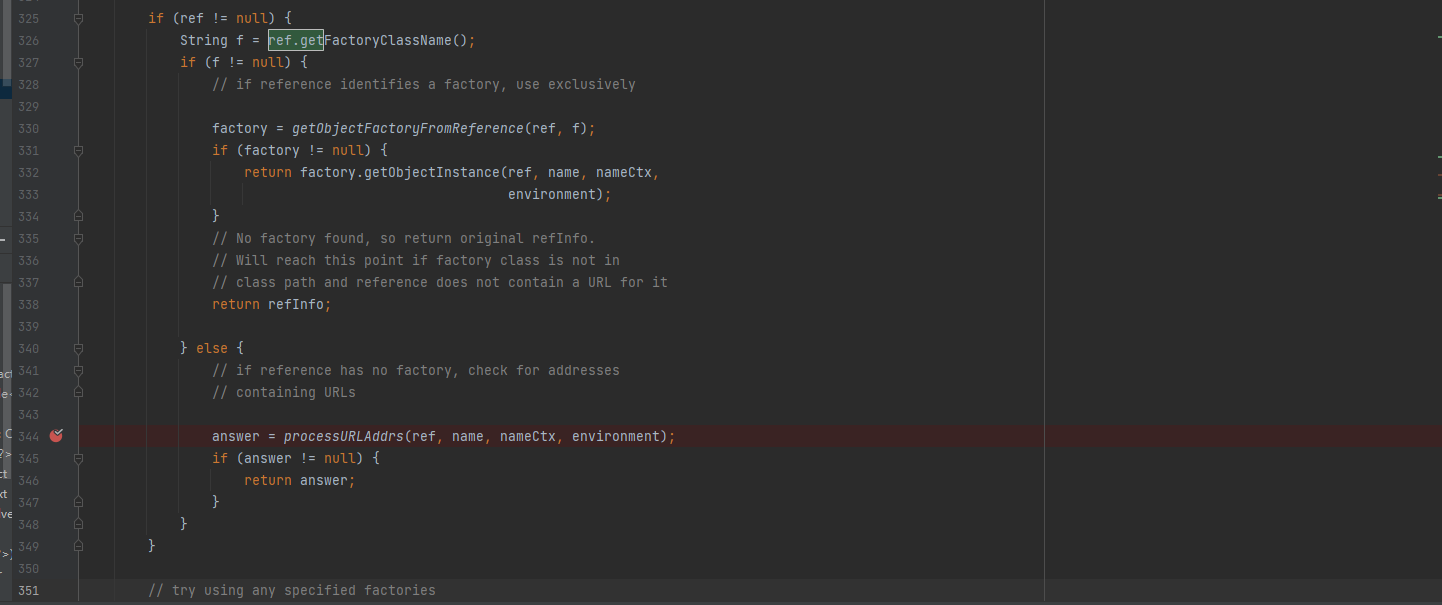 325 if (ref != null) {
326 String f = ref.getFactoryClassName();
327 if (f != null) {
328 // if reference identifies a factory, use exclusively
329
330 factory = getObjectFactoryFromReference(ref, f);
331 if (factory != null) {
332 return factory.getObjectInstance(ref, name, nameCtx,
333 environment);
334 }
335 // No factory found, so return original refInfo.
336 // Will reach this point if factory class is not in
337 // class path and reference does not contain a URL for it
338 return refInfo;
339
340 } else {
341 // if reference has no factory, check for addresses
342 // containing URLs
343
344 answer = processURLAddrs(ref, name, nameCtx, environment);
345 if (answer != null) {
346 return answer;
347 }
348 }
349 }
350
351 // try using any specified factories